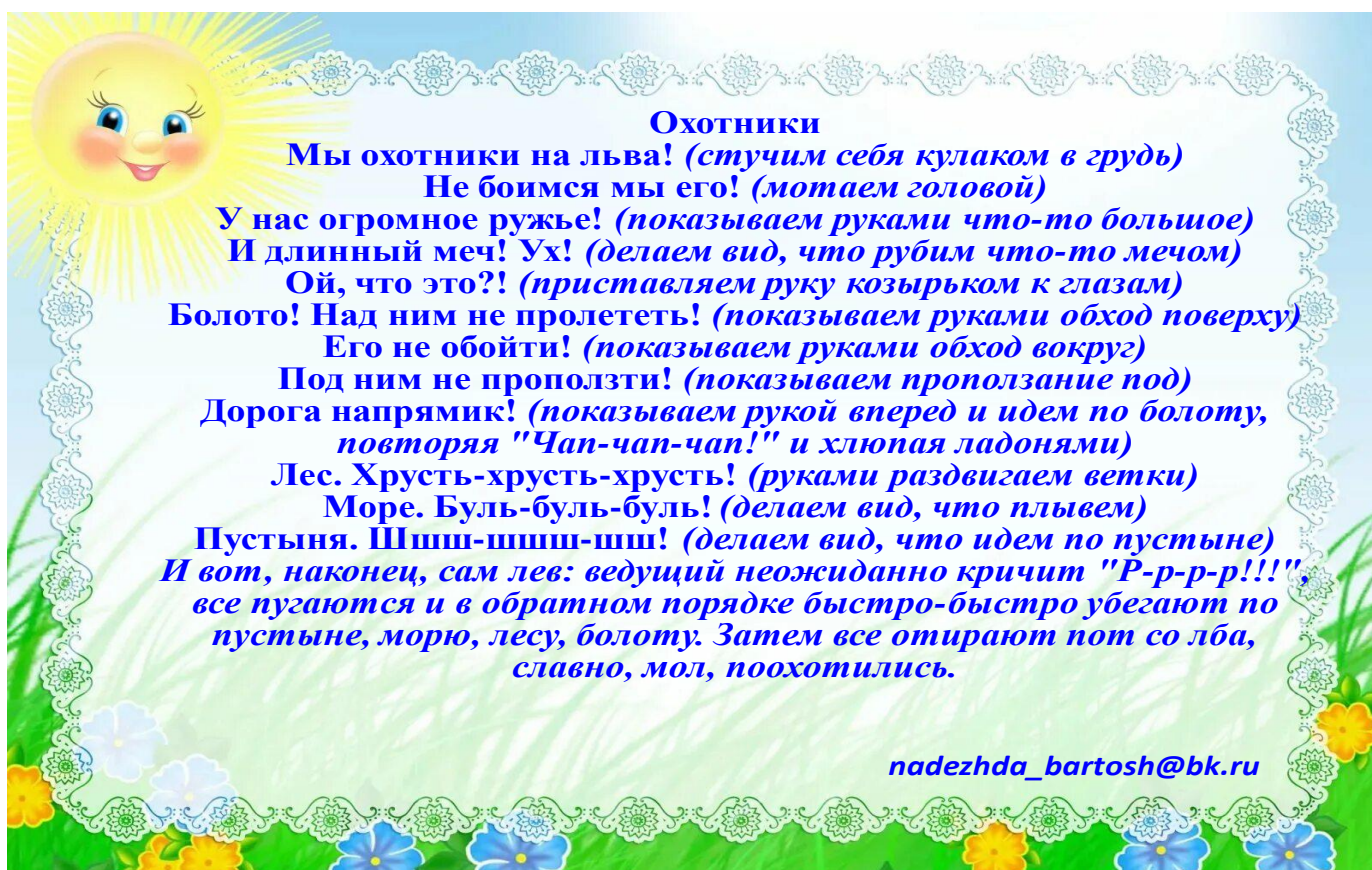 Охотники
Мы охотники на льва! (стучим себя кулаком в грудь)
Не боимся мы его! (мотаем головой)
У нас огромное ружье! (показываем руками что-то большое)
И длинный меч! Ух! (делаем вид, что рубим что-то мечом)
Ой, что это?! (приставляем руку козырьком к глазам)
Болото! Над ним не пролететь! (показываем руками обход поверху)
Его не обойти! (показываем руками обход вокруг)
Под ним не проползти! (показываем проползание под)
Дорога напрямик! (показываем рукой вперед и идем по болоту,
повторяя "Чап-чап-чап!" и хлюпая ладонями)
Лес. Хрусть-хрусть-хрусть! (руками раздвигаем ветки)
Море. Буль-буль-буль! (делаем вид, что плывем)
Пустыня. Шшш-шшш-шш! (делаем вид, что идем по пустыне)
И вот, наконец, сам лев: ведущий неожиданно кричит "Р-р-р-р!!!",
все пугаются и в обратном порядке быстро-быстро убегают по
пустыне, морю, лесу, болоту. Затем все отирают пот со лба,
славно, мол, поохотились.
nadezhda_bartosh@bk.ru